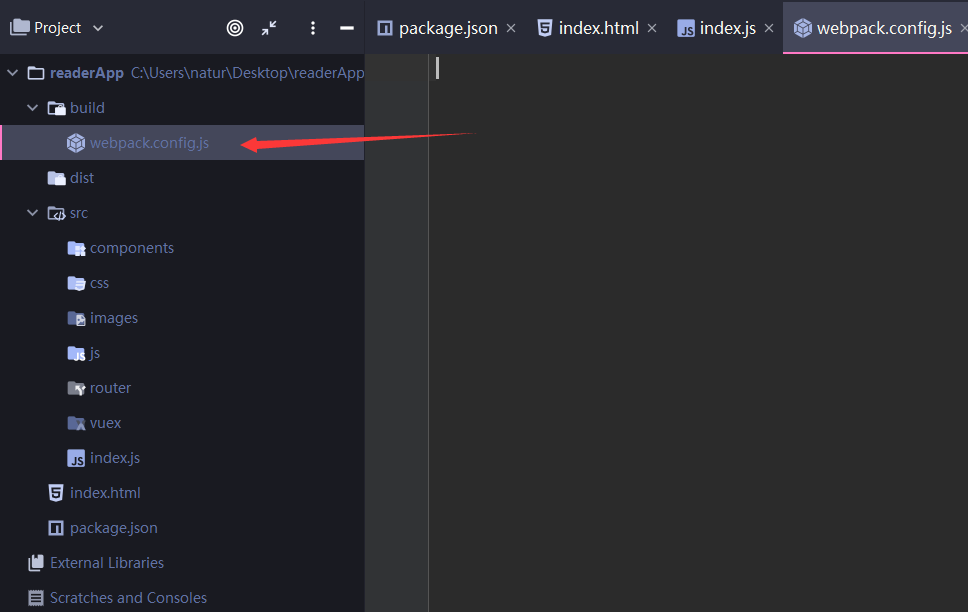 Project
package.json
index.html
index.js
webpack.config.js
readerApp C:\Users\natur\Desktop\readerApp
build
webpack.config.js
dist
src
components
css
images
js
router
vuex
index.js
index.html
package.json
External Libraries
Scratches and Consoles